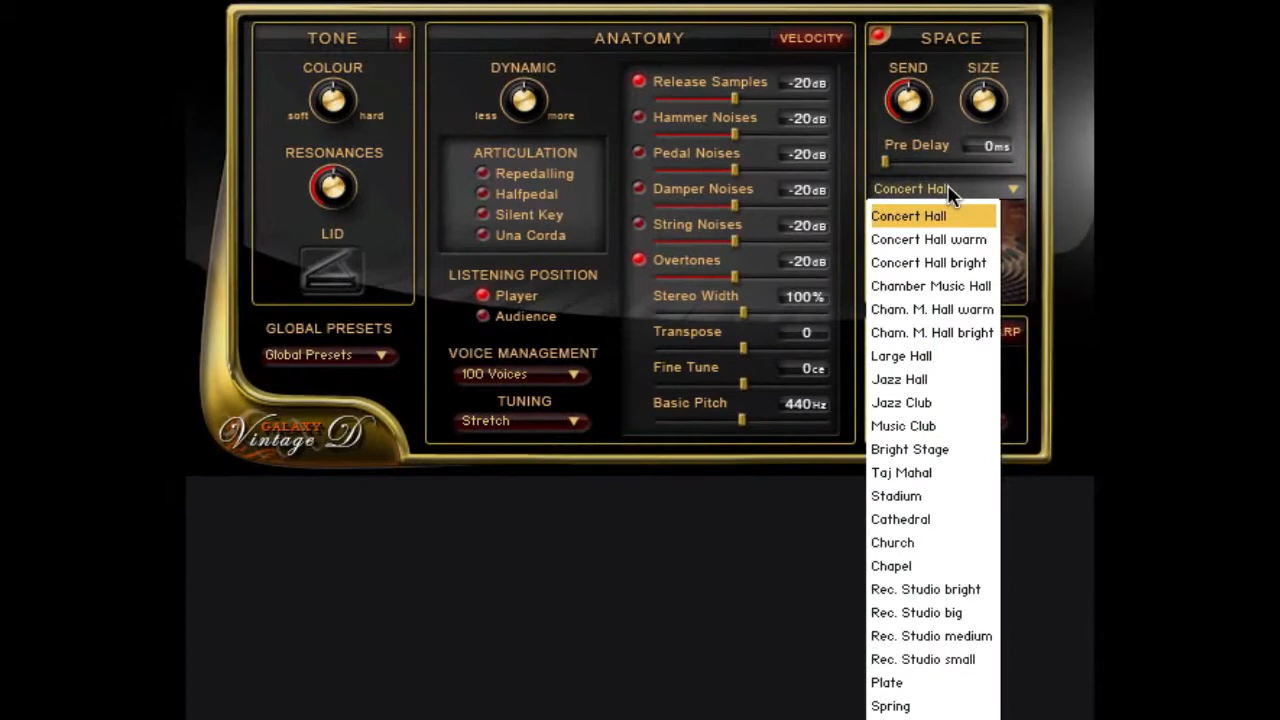 TONE
+
COLOUR
soft
hard
RESONANCES
LID
GLOBAL PRESETS
Global Presets
GALAXY
Vintage D
ANATOMY
VELOCITY
DYNAMIC
less
more
ARTICULATION
Repedalling
Halfpedal
Silent Key
Una Corda
LISTENING POSITION
Player
Audience
VOICE MANAGEMENT
100 Voices
TUNING
Stretch
Release Samples -20dB
Hammer Noises -20dB
Pedal Noises -20dB
Damper Noises -20dB
String Noises -20dB
Overtones -20dB
Stereo Width 100%
Transpose 0
Fine Tune 0ce
Basic Pitch 440Hz
SPACE
SEND
SIZE
Pre Delay 0ms
Concert Hall
Concert Hall
Concert Hall warm
Concert Hall bright
Chamber Music Hall
Cham. M. Hall warm
Cham. M. Hall bright
Large Hall
Jazz Hall
Jazz Club
Music Club
Bright Stage
Taj Mahal
Stadium
Cathedral
Church
Chapel
Rec. Studio bright
Rec. Studio big
Rec. Studio medium
Rec. Studio small
Plate
Spring